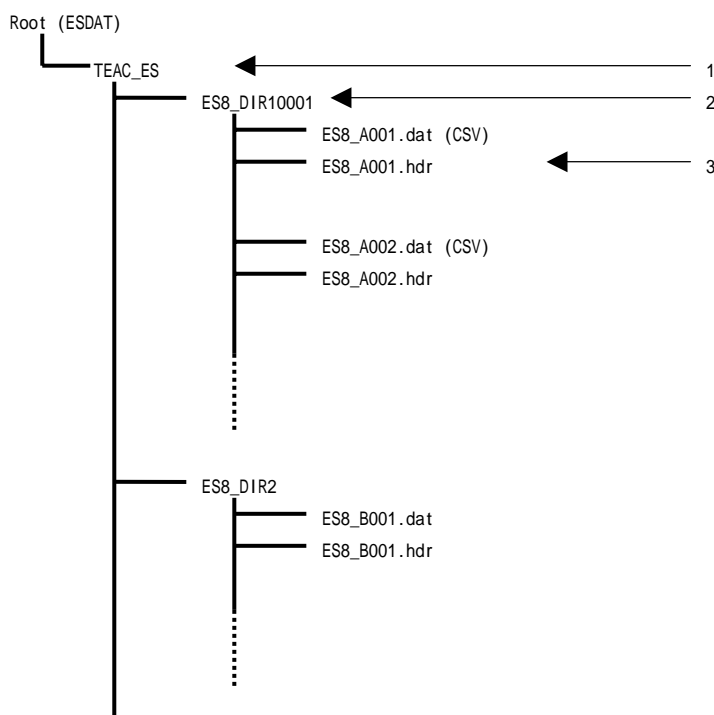 Root (ESDAT)
TEAC_ES 1
ES8_DIR10001 2
ES8_A001.dat (CSV)
ES8_A001.hdr 3
ES8_A002.dat (CSV)
ES8_A002.hdr
ES8_DIR2
ES8_B001.dat
ES8_B001.hdr